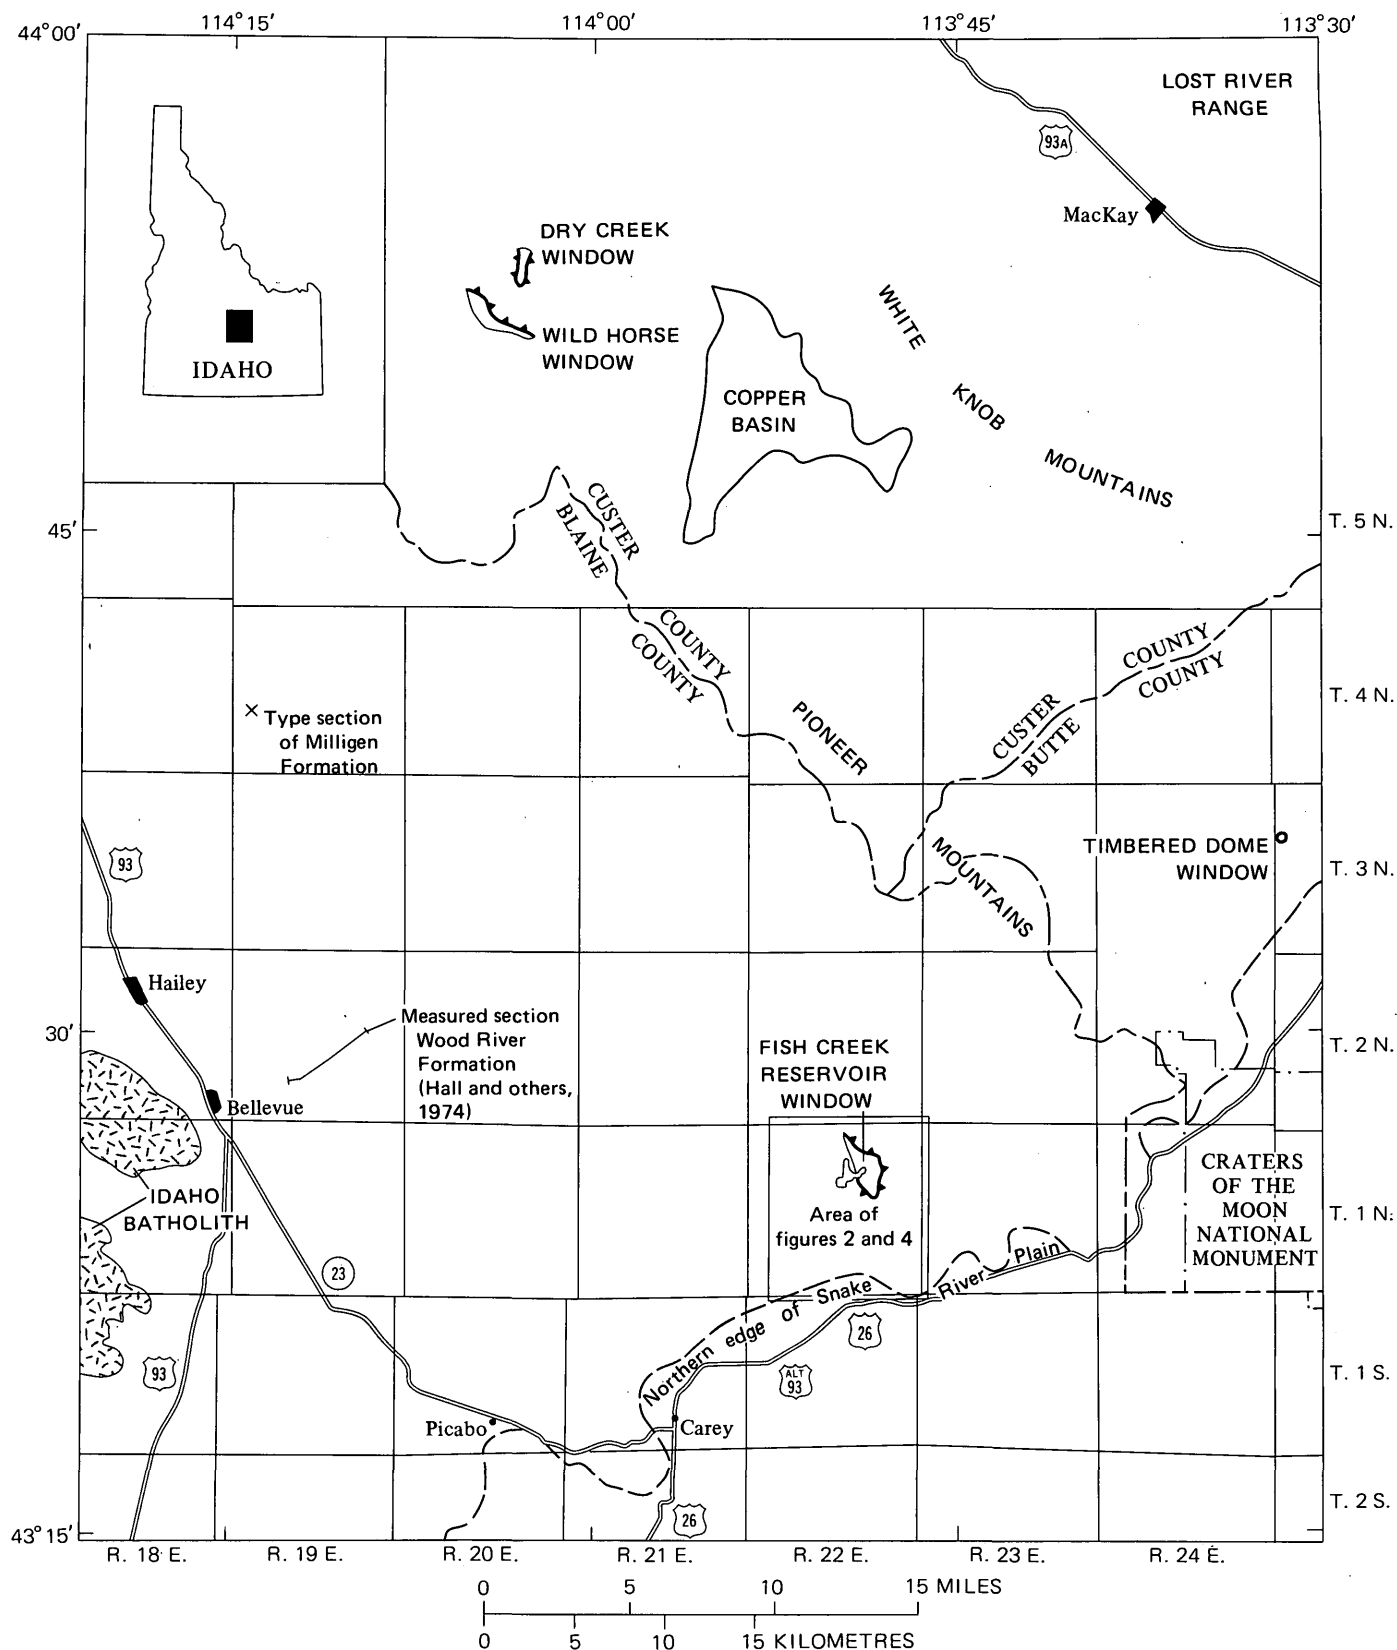 44°00′ 114°15′ 114°00′ 113°45′ 113°30′
LOST RIVER
RANGE
93A
MacKay
DRY CREEK
WINDOW
WILD HORSE
WINDOW
IDAHO
WHITE
KNOB
MOUNTAINS
COPPER
BASIN
45′
T. 5 N.
CUSTER
BLAINE
COUNTY
COUNTY
COUNTY
COUNTY
CUSTER
BUTTE
T. 4 N.
Type section
of Milligen
Formation
PIONEER
MOUNTAINS
93
TIMBERED DOME
WINDOW
T. 3 N.
Hailey
30′
Measured section
Wood River
Formation
(Hall and others,
1974)
FISH CREEK
RESERVOIR
WINDOW
T. 2 N.
Bellevue
IDAHO
BATHOLITH
Area of
figures 2 and 4
CRATERS
OF THE
MOON
NATIONAL
MONUMENT
T. 1 N.
23
Northern edge of Snake River Plain
26
93
ALT
93
T. 1 S.
Picabo
Carey
26
T. 2 S.
43°15′
R. 18 E. R. 19 E. R. 20 E. R. 21 E. R. 22 E. R. 23 E. R. 24 E.
0 5 10 15 MILES
0 5 10 15 KILOMETRES